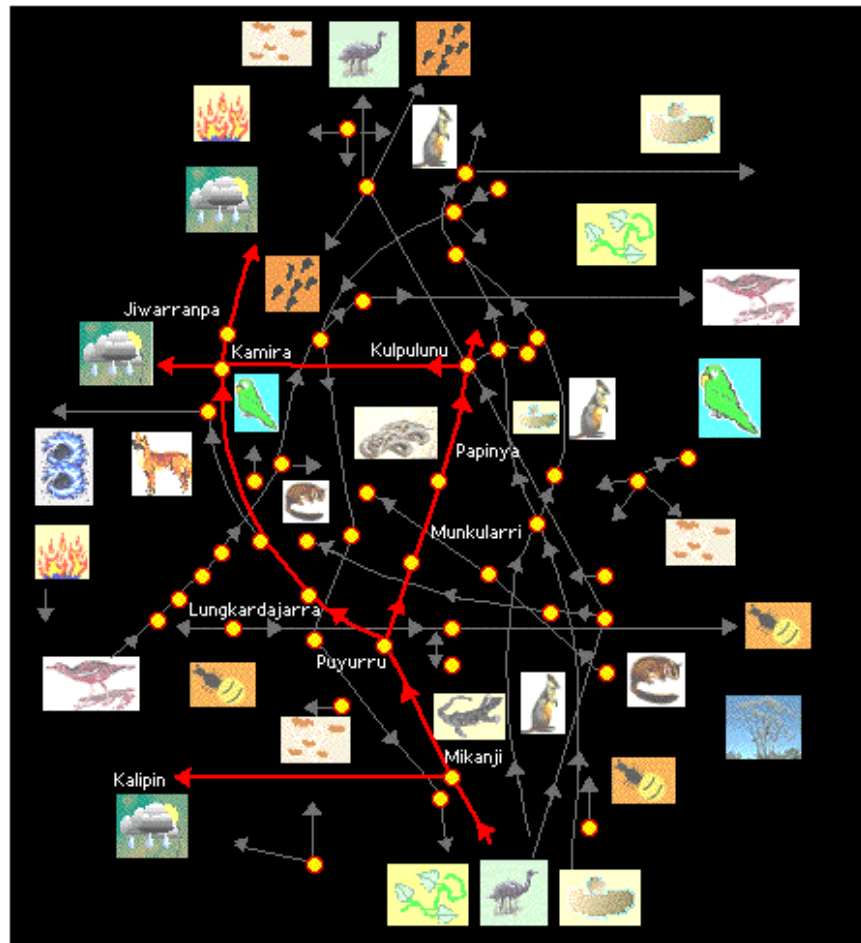 Jiwarranpa
Kamira
Kulpulunu
Papinya
Munkularri
Lungkardajarra
Puyurru
Mikanji
Kalipin